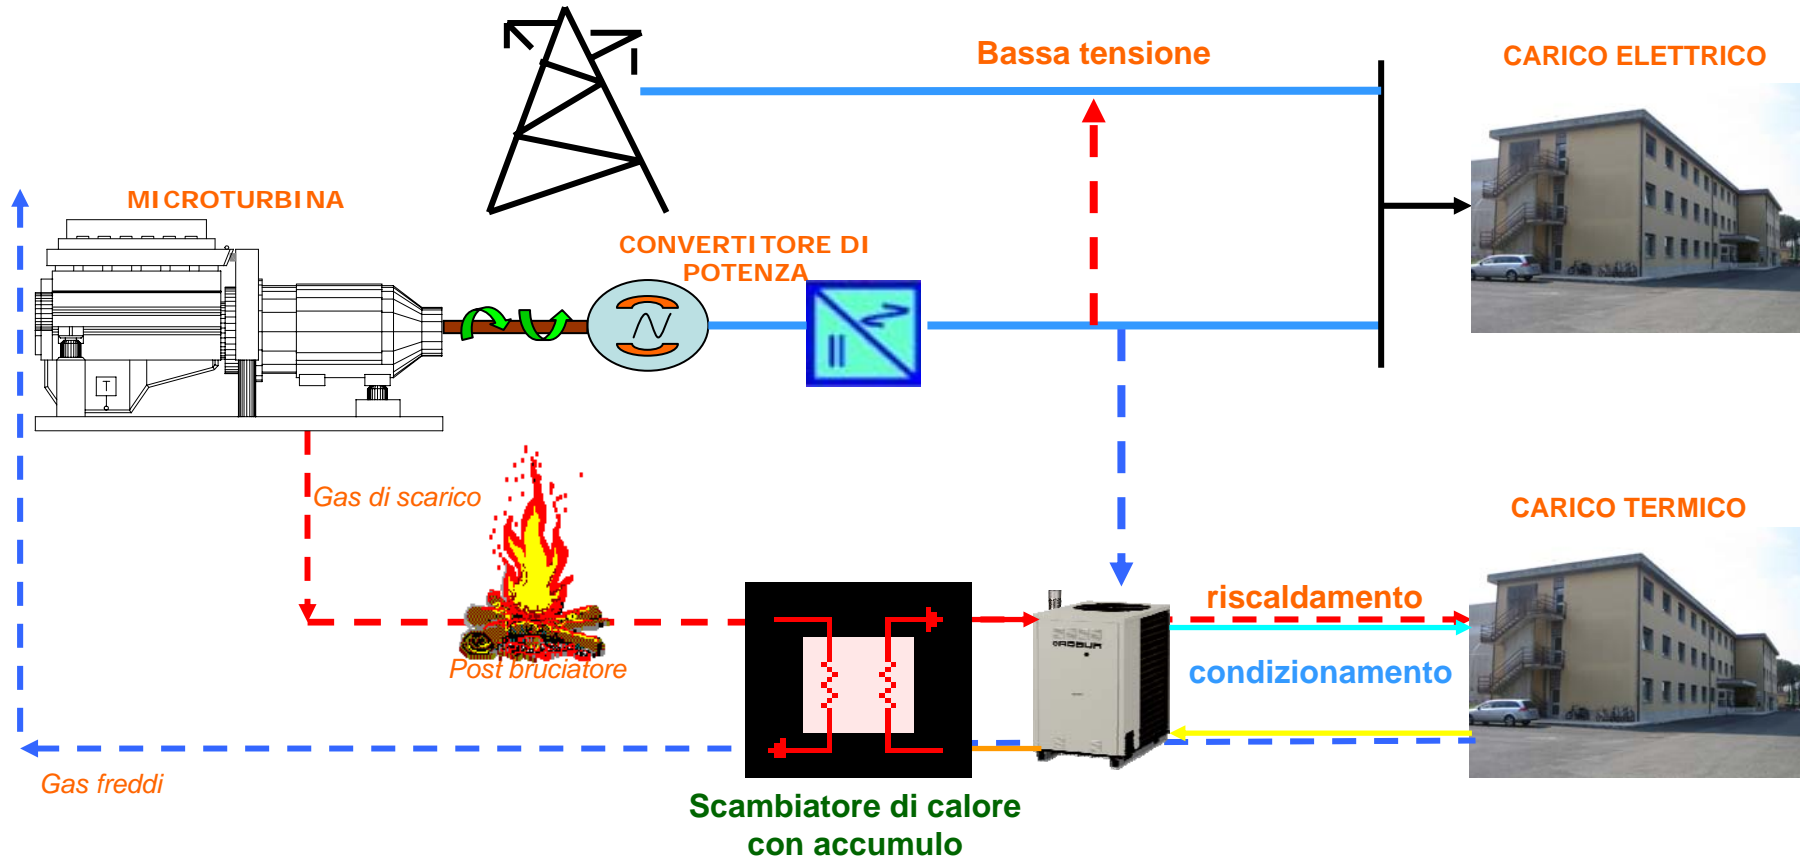 Bassa tensione
CARICO ELETTRICO
MICROTURBINA
CONVERTITORE DI
POTENZA
T
Gas di scarico
CARICO TERMICO
riscaldamento
Post bruciatore
condizionamento
Gas freddi
Scambiatore di calore
con accumulo